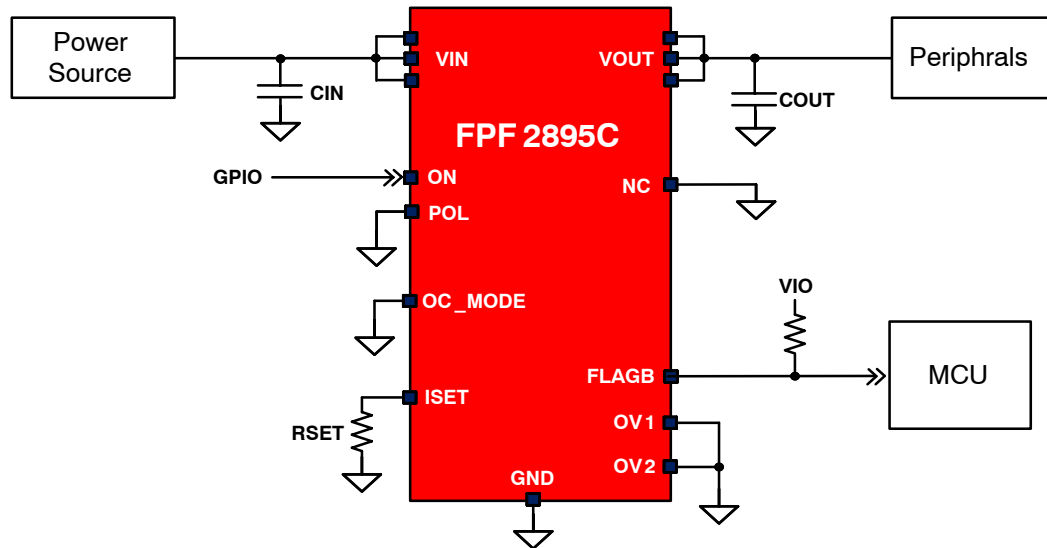 Power
Source
VIN
VOUT
Periphrals
CIN
COUT
FPF 2895C
GPIO
ON
NC
POL
OC_MODE
VIO
FLAGB
MCU
ISET
RSET
OV1
OV2
GND